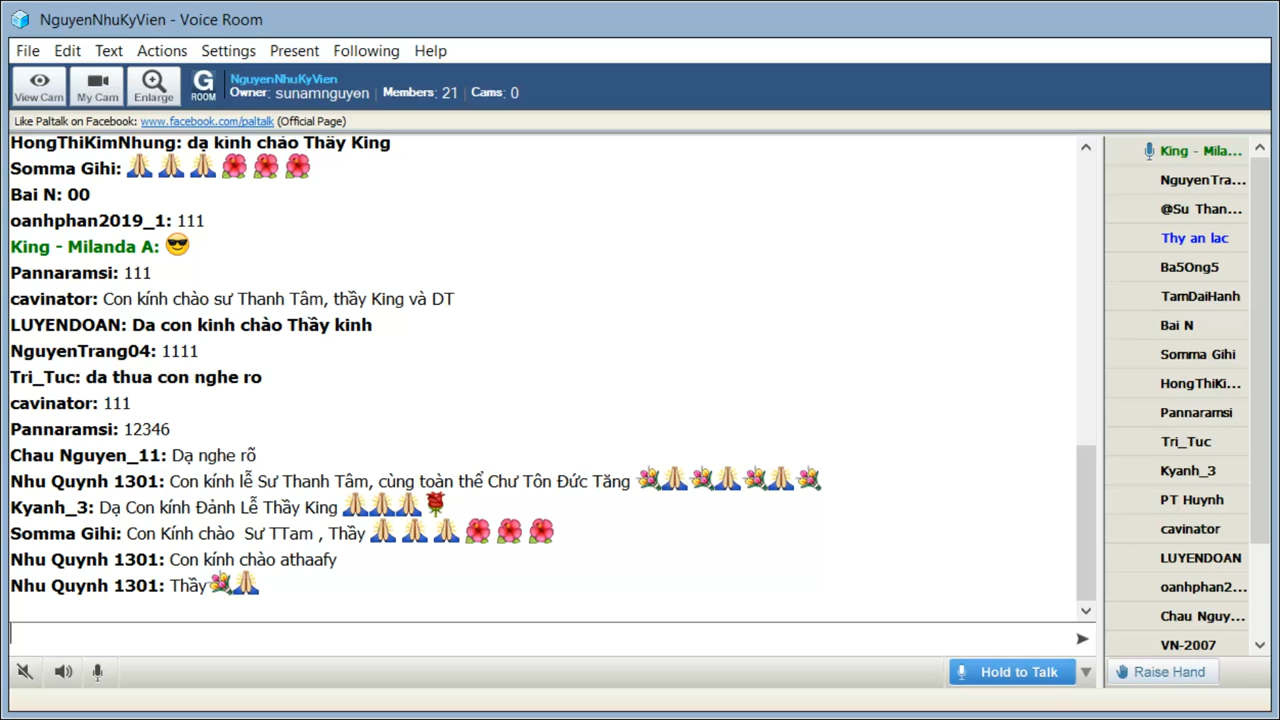 NguyenNhuKyVien - Voice Room
File Edit Text Actions Settings Present Following Help
View Cam My Cam Enlarge G ROOM NguyenNhuKyVien
Owner: sunamnguyen | Members: 21 | Cams: 0
Like Paltalk on Facebook: www.facebook.com/paltalk (Official Page)
HongThiKimNhung: dạ kinh chảo Thầy King
Somma Gihi: 🙏 🙏 🙏 🌺 🌺 🌺
Bai N: 00
oanhphan2019_1: 111
King - Milanda A: 😎
Pannaramsi: 111
cavinator: Con kính chào sư Thanh Tâm, thầy King và DT
LUYENDOAN: Da con kinh chào Thầy kinh
NguyenTrang04: 1111
Tri_Tuc: da thua con nghe ro
cavinator: 111
Pannaramsi: 12346
Chau Nguyen_11: Dạ nghe rõ
Nhu Quynh 1301: Con kính lễ Sư Thanh Tâm, cùng toàn thể Chư Tôn Đức Tăng 💐🙏💐🙏💐🙏💐
Kyanh_3: Dạ Con kính Đảnh Lễ Thầy King 🙏🙏🙏🌹
Somma Gihi: Con Kính chào Sư TTam , Thầy 🙏 🙏 🙏 🌺 🌺 🌺
Nhu Quynh 1301: Con kính chào athaafy
Nhu Quynh 1301: Thầy💐🙏
King - Mila...
NguyenTra...
@Su Than...
Thy an lac
Ba5Ong5
TamDaiHanh
Bai N
Somma Gihi
HongThiKi...
Pannaramsi
Tri_Tuc
Kyanh_3
PT Huynh
cavinator
LUYENDOAN
oanhphan2...
Chau Nguy...
VN-2007
Hold to Talk
Raise Hand